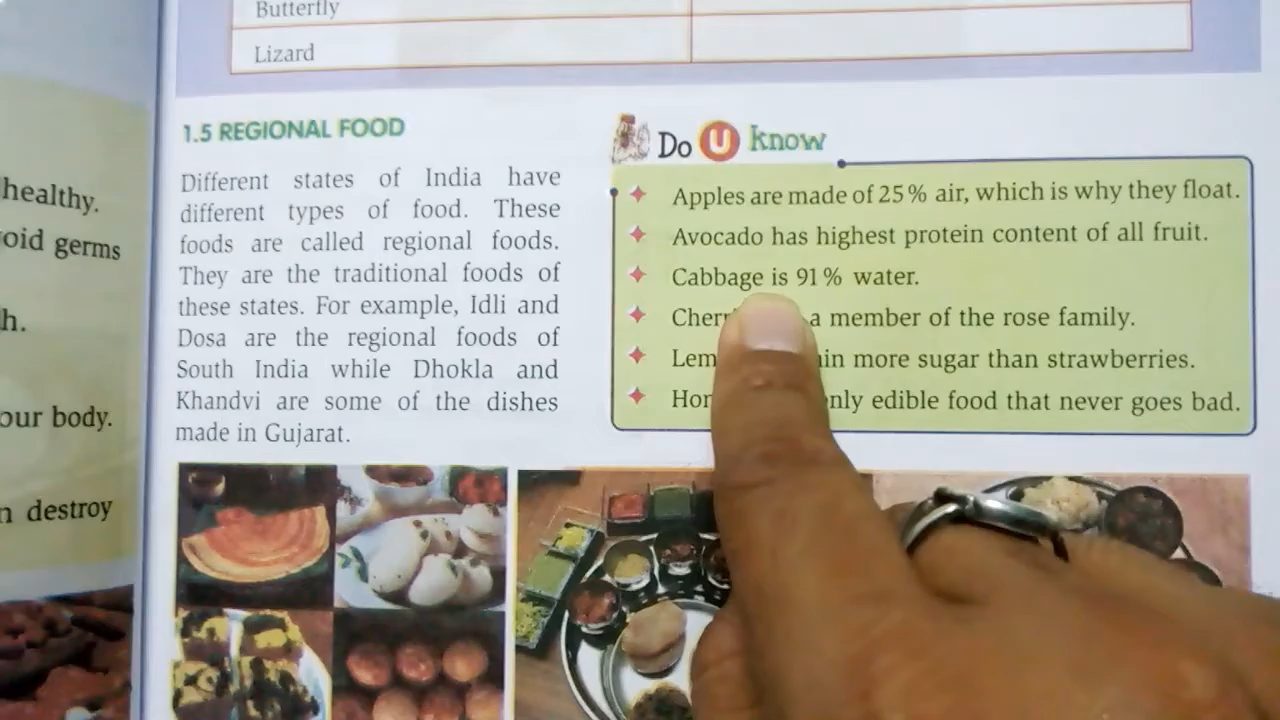 Butterfly
Lizard
healthy.
oid germs
h.
our body.
n destroy
1.5 REGIONAL FOOD
Different states of India have
different types of food. These
foods are called regional foods.
They are the traditional foods of
these states. For example, Idli and
Dosa are the regional foods of
South India while Dhokla and
Khandvi are some of the dishes
made in Gujarat.
Do U know
Apples are made of 25% air, which is why they float.
Avocado has highest protein content of all fruit.
Cabbage is 91% water.
a member of the rose family.
more sugar than strawberries.
edible food that never goes bad.